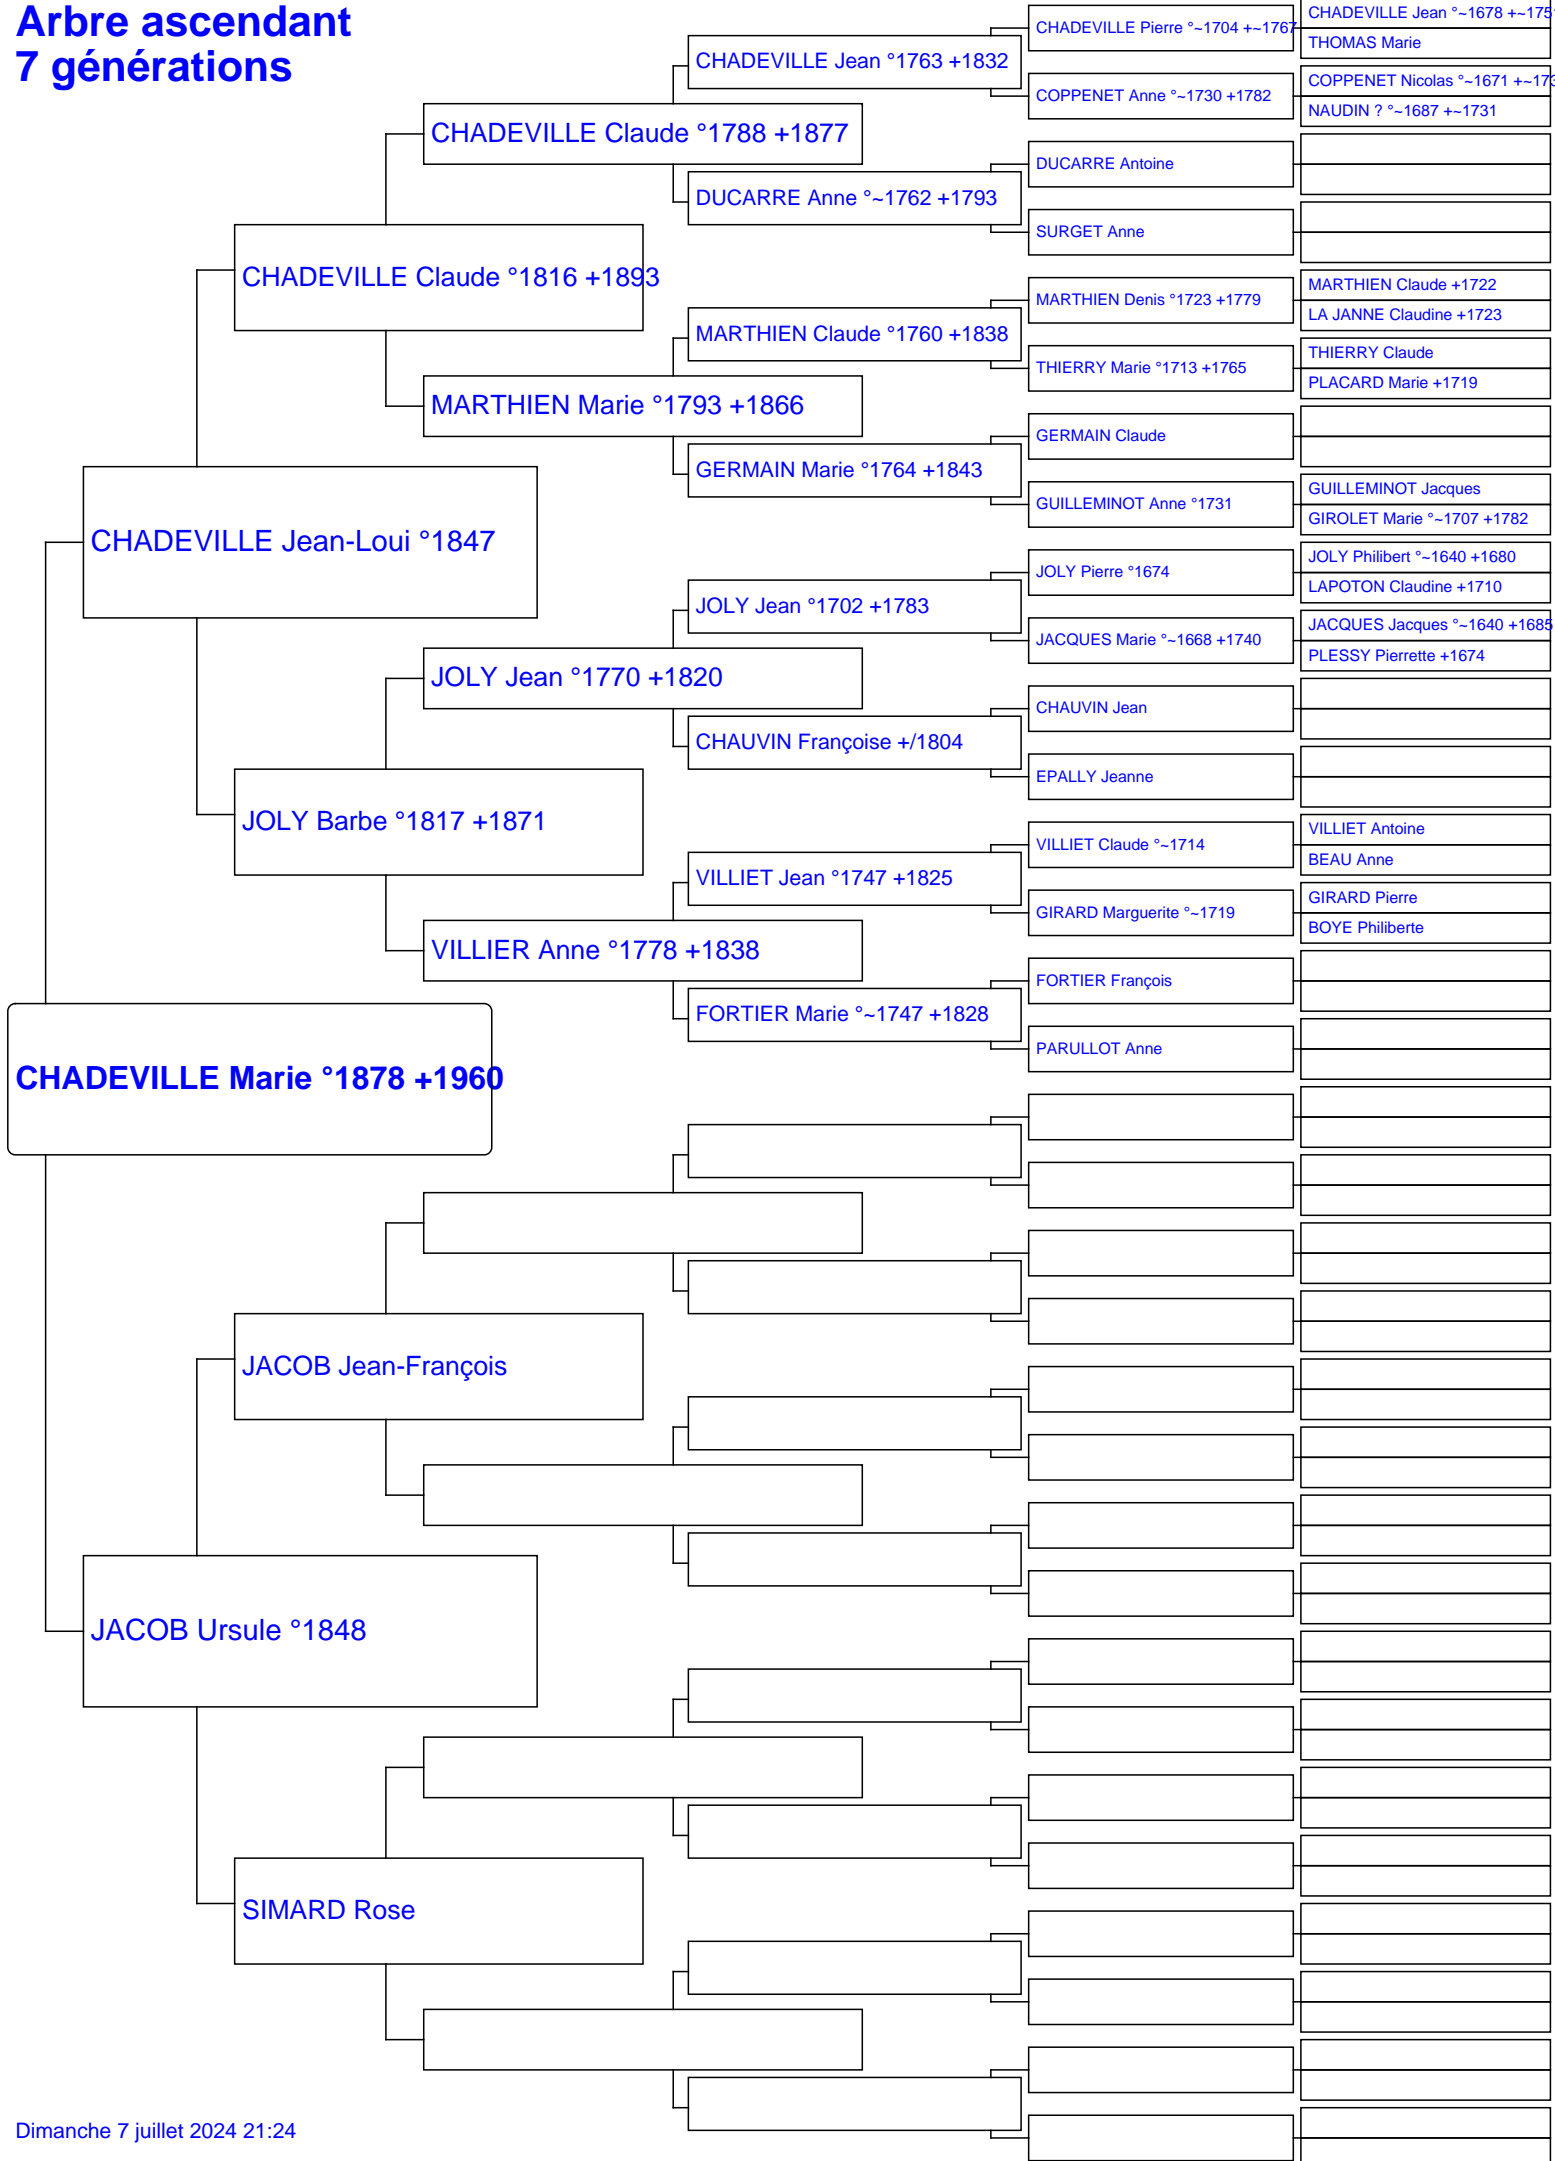 Arbre ascendant
7 générations
CHADEVILLE Marie °1878 +1960
CHADEVILLE Jean-Loui °1847
JACOB Ursule °1848
CHADEVILLE Claude °1816 +1893
JOLY Barbe °1817 +1871
JACOB Jean-François
SIMARD Rose
CHADEVILLE Claude °1788 +1877
MARTHIEN Marie °1793 +1866
JOLY Jean °1770 +1820
VILLIER Anne °1778 +1838
CHADEVILLE Jean °1763 +1832
DUCARRE Anne °~1762 +1793
MARTHIEN Claude °1760 +1838
GERMAIN Marie °1764 +1843
JOLY Jean °1702 +1783
CHAUVIN Françoise +/1804
VILLIET Jean °1747 +1825
FORTIER Marie °~1747 +1828
CHADEVILLE Pierre °~1704 +~1767
COPPENET Anne °~1730 +1782
DUCARRE Antoine
SURGET Anne
MARTHIEN Denis °1723 +1779
THIERRY Marie °1713 +1765
GERMAIN Claude
GUILLEMINOT Anne °1731
JOLY Pierre °1674
JACQUES Marie °~1668 +1740
CHAUVIN Jean
EPALLY Jeanne
VILLIET Claude °~1714
GIRARD Marguerite °~1719
FORTIER François
PARULLOT Anne
CHADEVILLE Jean °~1678 +~175
THOMAS Marie
COPPENET Nicolas °~1671 +~173
NAUDIN ? °~1687 +~1731
MARTHIEN Claude +1722
LA JANNE Claudine +1723
THIERRY Claude
PLACARD Marie +1719
GUILLEMINOT Jacques
GIROLET Marie °~1707 +1782
JOLY Philibert °~1640 +1680
LAPOTON Claudine +1710
JACQUES Jacques °~1640 +1685
PLESSY Pierrette +1674
VILLIET Antoine
BEAU Anne
GIRARD Pierre
BOYE Philiberte
Dimanche 7 juillet 2024 21:24